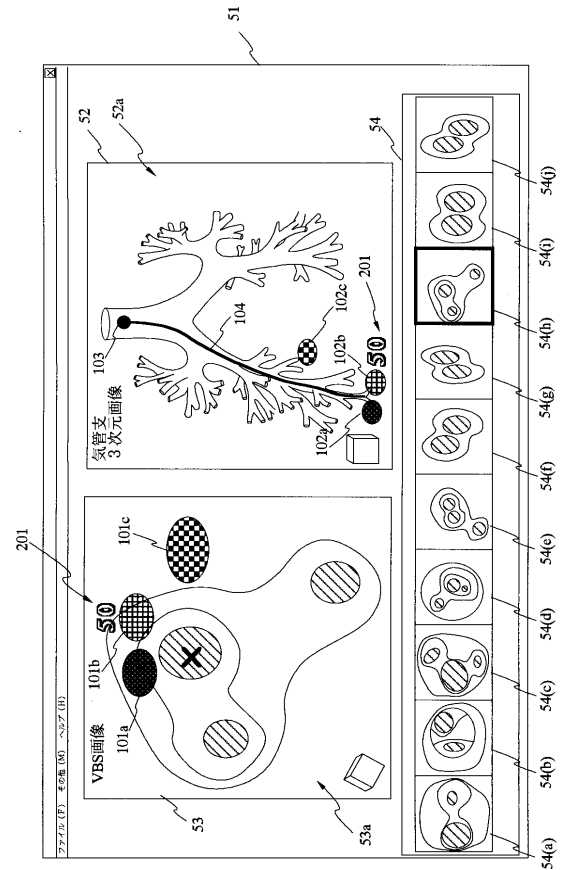 ファイル (F) その他 (M) ヘルプ (H)
51
201
VBS画像
50
101a
101b
101c
53
53a
気管支
3次元画像
52
52a
103
104
102a
102b
102c
50
201
54
54(a)
54(b)
54(c)
54(d)
54(e)
54(f)
54(g)
54(h)
54(i)
54(j)